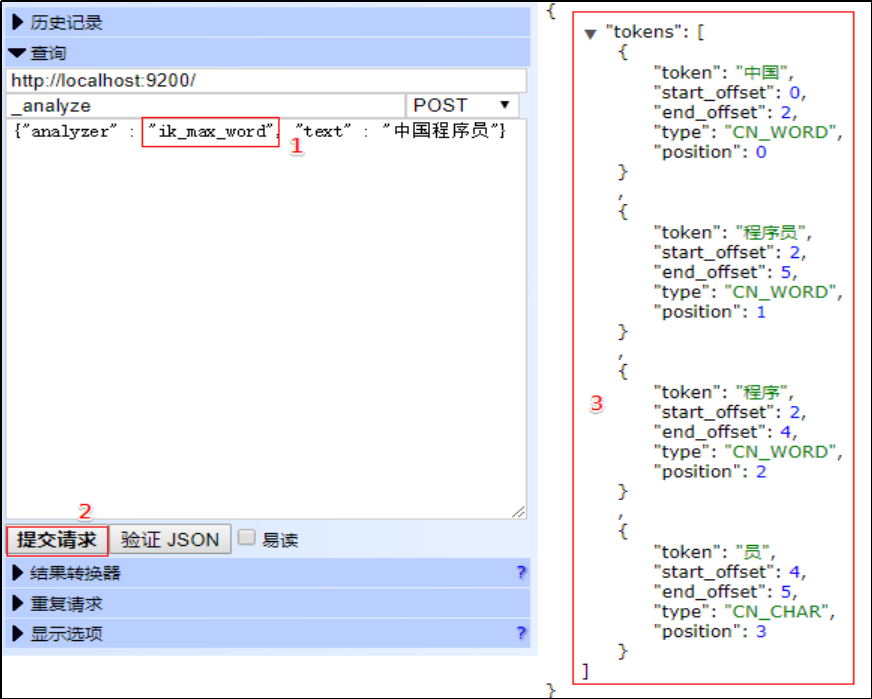 历史记录
查询
http://localhost:9200/
_analyze
POST
{"analyzer" : "ik_max_word", "text" : "中国程序员"}
1
2
提交请求
验证 JSON
易读
结果转换器
?
重复请求
显示选项
?
{
"tokens": [
{
"token": "中国",
"start_offset": 0,
"end_offset": 2,
"type": "CN_WORD",
"position": 0
}
,
{
"token": "程序员",
"start_offset": 2,
"end_offset": 5,
"type": "CN_WORD",
"position": 1
}
,
{
"token": "程序",
"start_offset": 2,
"end_offset": 4,
"type": "CN_WORD",
"position": 2
}
,
{
"token": "员",
"start_offset": 4,
"end_offset": 5,
"type": "CN_CHAR",
"position": 3
}
]
}
3